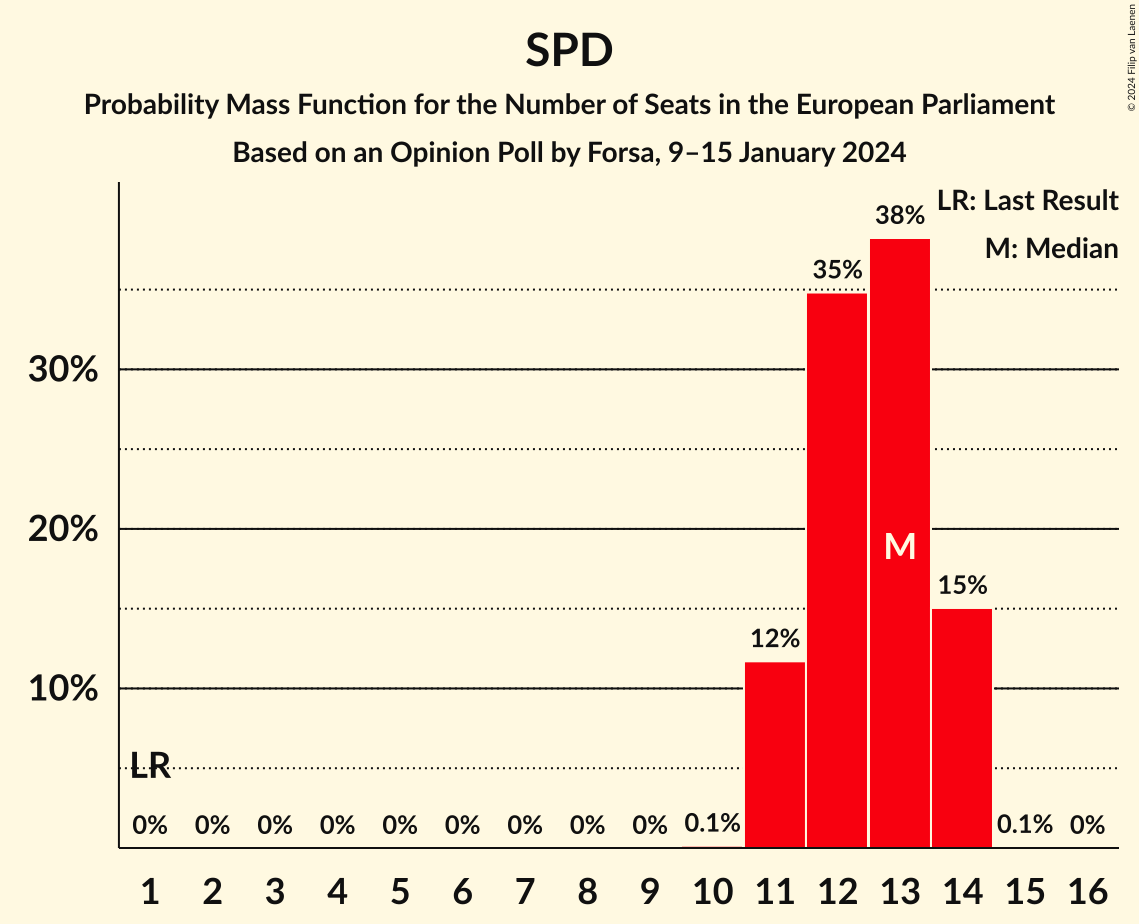 SPD
Probability Mass Function for the Number of Seats in the European Parliament
Based on an Opinion Poll by Forsa, 9–15 January 2024
© 2024 Filip van Laenen
LR: Last Result
M: Median
38%
35%
30%
20%
M
15%
12%
10%
LR
0% 0% 0% 0% 0% 0% 0% 0% 0% 0.1% 0.1% 0%
1 2 3 4 5 6 7 8 9 10 11 12 13 14 15 16